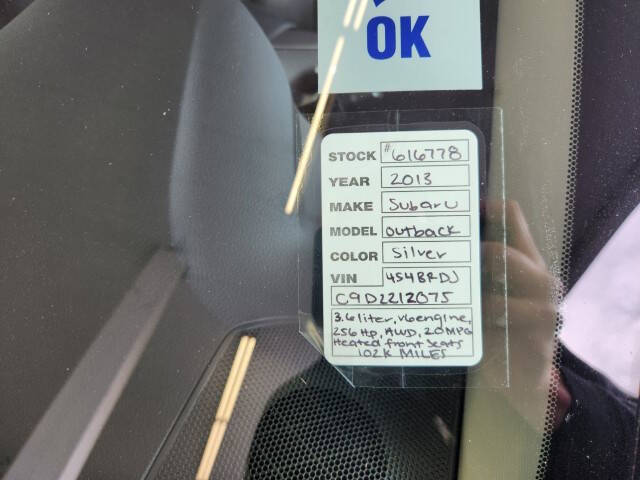 OK
STOCK #616778
YEAR 2013
MAKE Subaru
MODEL Outback
COLOR Silver
VIN 4S4BRDJ
C9D2212075
3.6 liter, V6 engine,
256 Hp, AWD, 20MPG
Heated front Seats
102K MILES